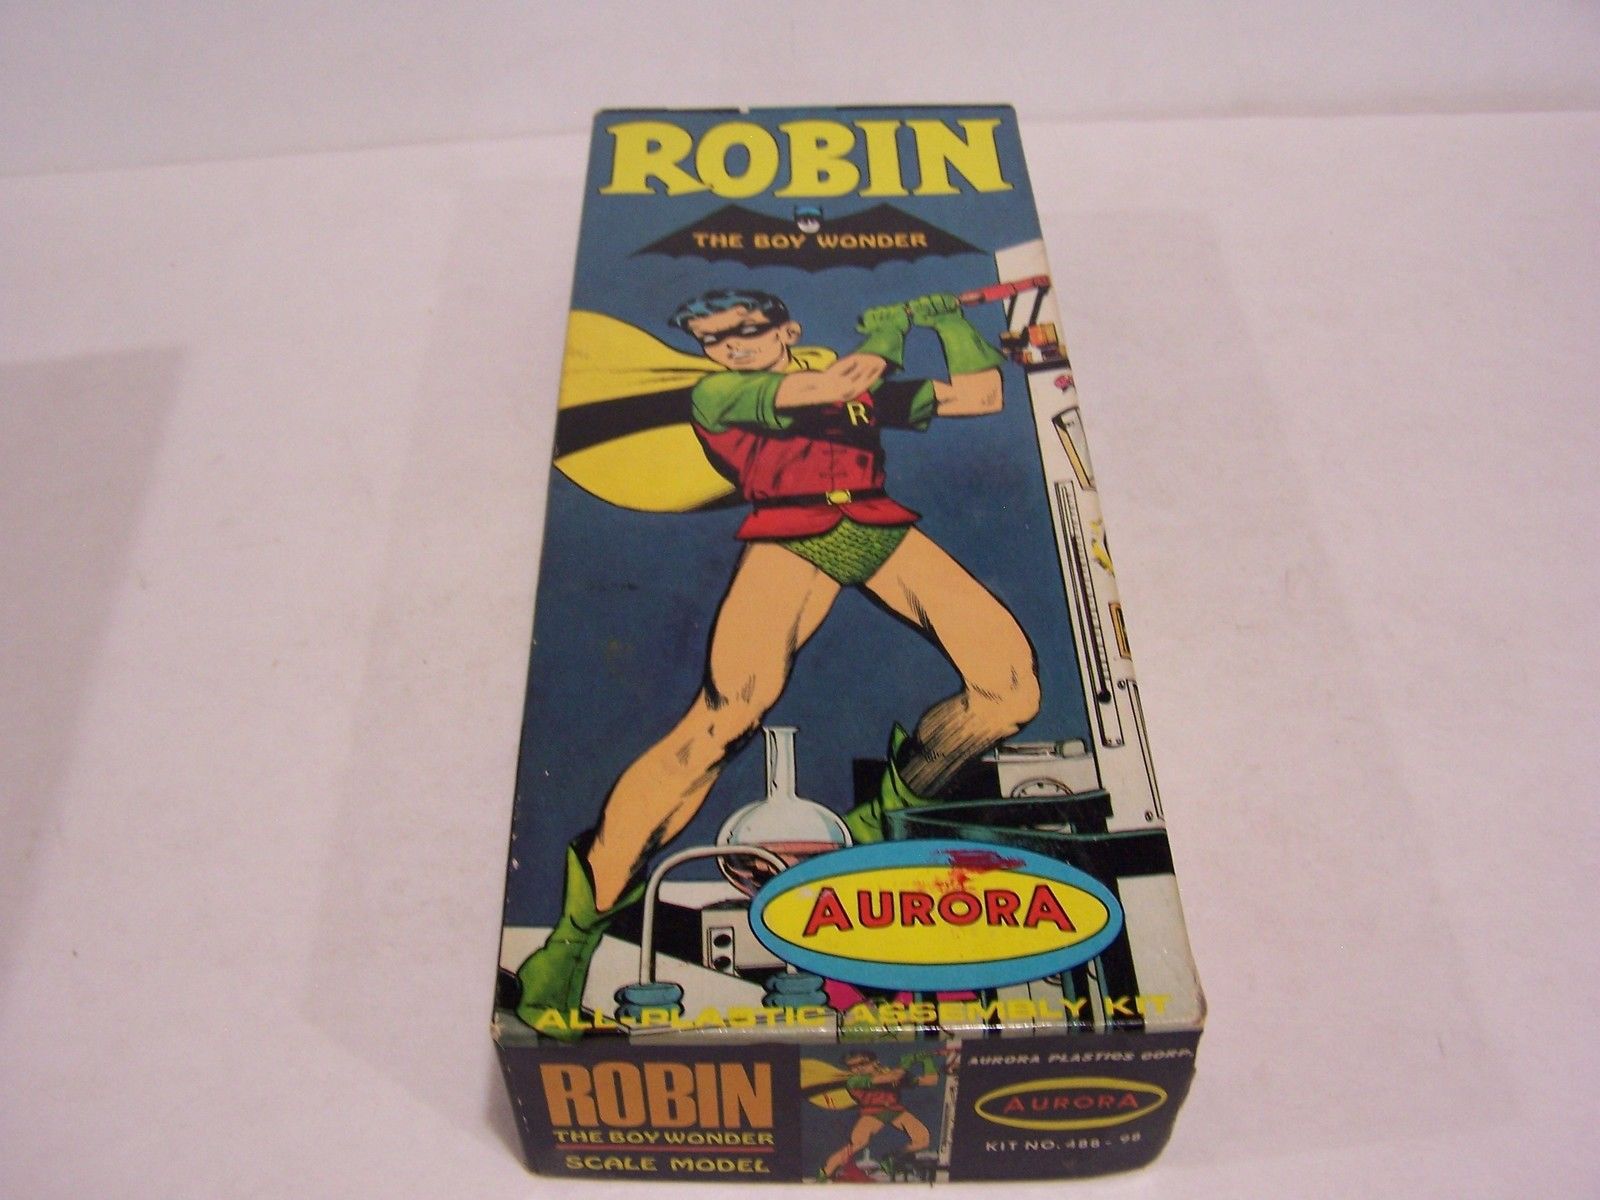 ROBIN
THE BOY WONDER
R
AURORA
ALL-PLASTIC ASSEMBLY KIT
ROBIN
THE BOY WONDER
SCALE MODEL
AURORA PLASTICS CORP.
AURORA
KIT NO. 488-98